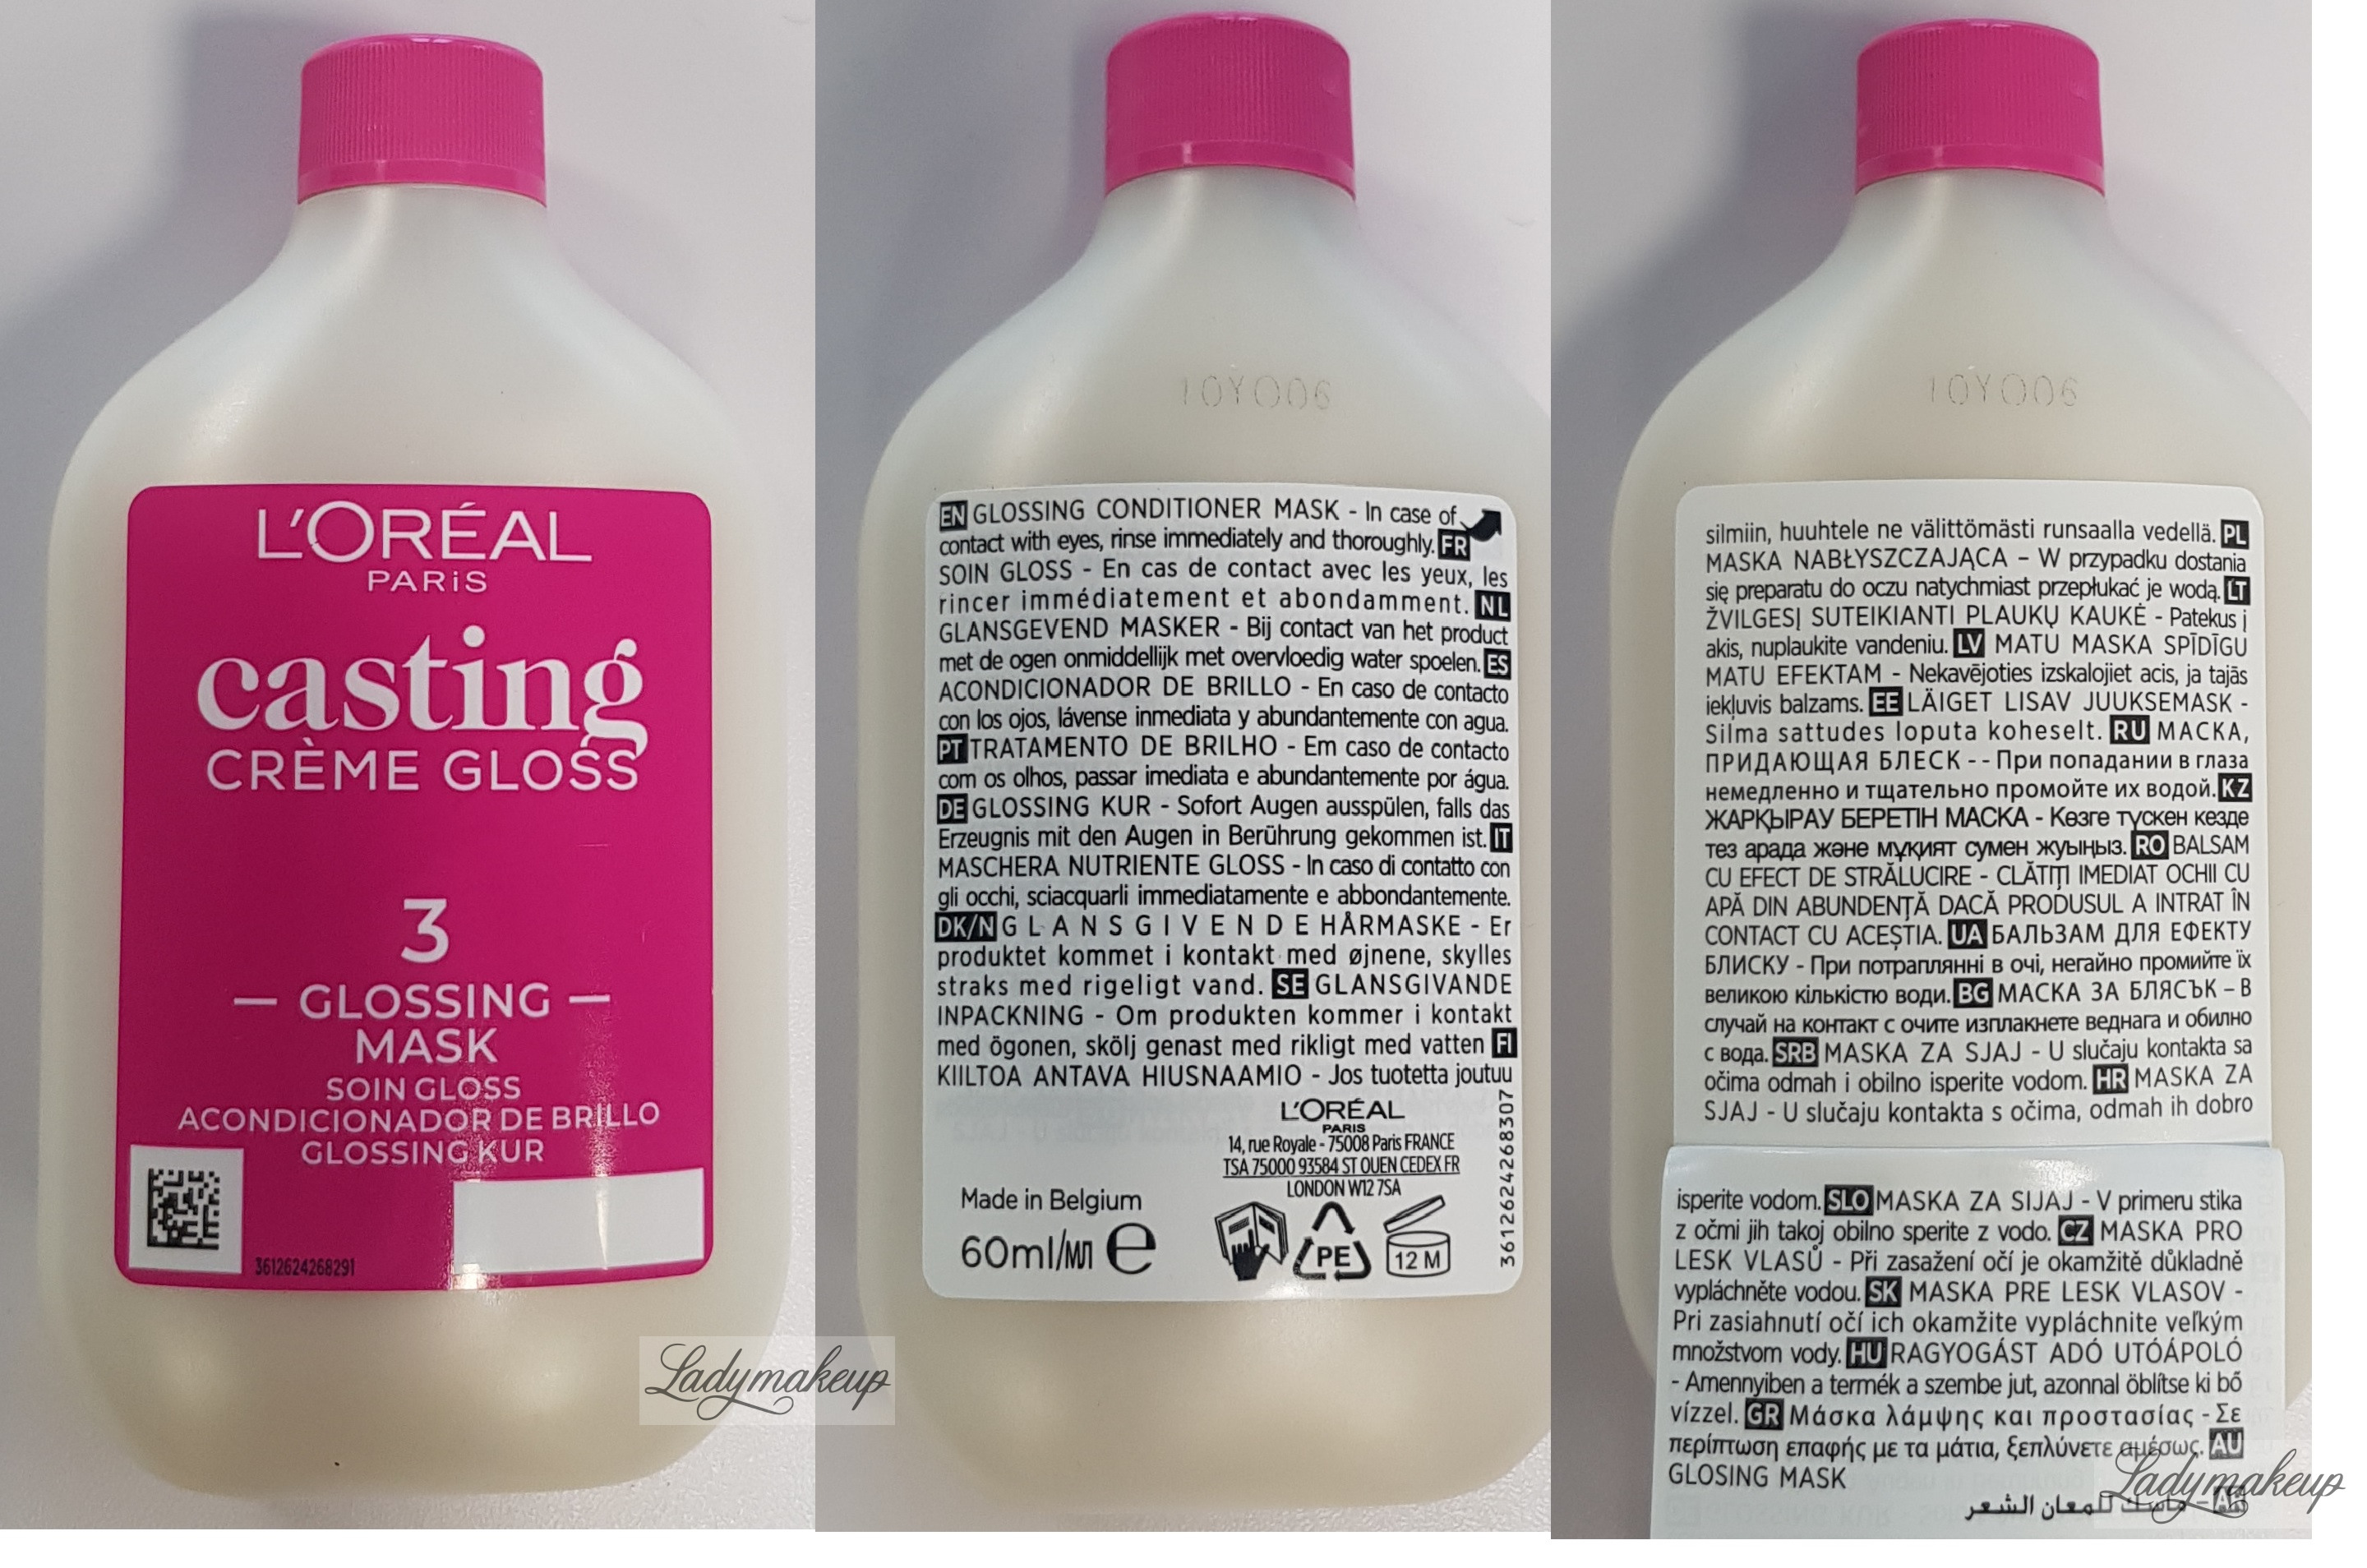 L'ORÉAL
PARiS
casting
CRÈME GLOSS
3
— GLOSSING —
MASK
SOIN GLOSS
ACONDICIONADOR DE BRILLO
GLOSSING KUR
3612624268291
Ladymakeup
10Y006
EN GLOSSING CONDITIONER MASK - In case of
contact with eyes, rinse immediately and thoroughly. FR
SOIN GLOSS - En cas de contact avec les yeux, les
rincer immédiatement et abondamment. NL
GLANSGEVEND MASKER - Bij contact van het product
met de ogen onmiddellijk met overvloedig water spoelen. ES
ACONDICIONADOR DE BRILLO - En caso de contacto
con los ojos, lávense inmediata y abundantemente con agua.
PT TRATAMENTO DE BRILHO - Em caso de contacto
com os olhos, passar imediata e abundantemente por água.
DE GLOSSING KUR - Sofort Augen ausspülen, falls das
Erzeugnis mit den Augen in Berührung gekommen ist. IT
MASCHERA NUTRIENTE GLOSS - In caso di contatto con
gli occhi, sciacquarli immediatamente e abbondantemente.
DK/N GLANSGIVENDE HÅRMASKE - Er
produktet kommet i kontakt med øjnene, skylles
straks med rigeligt vand. SE GLANSGIVANDE
INPACKNING - Om produkten kommer i kontakt
med ögonen, skölj genast med rikligt med vatten FI
KIILTOA ANTAVA HIUSNAAMIO - Jos tuotetta joutuu
L'ORÉAL
PARIS
14, rue Royale - 75008 Paris FRANCE
TSA 75000 93584 ST OUEN CEDEX FR
LONDON W12 7SA
Made in Belgium
60ml/мл e
PE
12 M
3612624268307
10Y006
silmiin, huuhtele ne välittömästi runsaalla vedellä. PL
MASKA NABŁYSZCZAJĄCA – W przypadku dostania
się preparatu do oczu natychmiast przepłukać je wodą. LT
ŽVILGESĮ SUTEIKIANTI PLAUKŲ KAUKĖ - Patekus į
akis, nuplaukite vandeniu. LV MATU MASKA SPĪDĪGU
MATU EFEKTAM - Nekavējoties izskalojiet acis, ja tajās
iekļuvis balzams. EE LÄIGET LISAV JUUKSEMASK -
Silma sattudes loputa koheselt. RU МАСКА,
ПРИДАЮЩАЯ БЛЕСК - - При попадании в глаза
немедленно и тщательно промойте их водой. KZ
ЖАРҚЫРАУ БЕРЕТІН МАСКА - Көзге түскен кезде
тез арада және мұқият сумен жуыңыз. RO BALSAM
CU EFECT DE STRĂLUCIRE - CLĂTIȚI IMEDIAT OCHII CU
APĂ DIN ABUNDENȚĂ DACĂ PRODUSUL A INTRAT ÎN
CONTACT CU ACEȘTIA. UA БАЛЬЗАМ ДЛЯ ЕФЕКТУ
БЛИСКУ - При потраплянні в очі, негайно промийте їх
великою кількістю води. BG МАСКА ЗА БЛЯСЪК – В
случай на контакт с очите изплакнете веднага и обилно
с вода. SRB MASKA ZA SJAJ - U slučaju kontakta sa
očima odmah i obilno isperite vodom. HR MASKA ZA
SJAJ - U slučaju kontakta s očima, odmah ih dobro
isperite vodom. SLO MASKA ZA SIJAJ - V primeru stika
z očmi jih takoj obilno sperite z vodo. CZ MASKA PRO
LESK VLASŮ - Při zasažení očí je okamžitě důkladně
vypláchněte vodou. SK MASKA PRE LESK VLASOV -
Pri zasiahnutí očí ich okamžite vypláchnite veľkým
množstvom vody. HU RAGYOGÁST ADÓ UTÓÁPOLÓ
- Amennyiben a termék a szembe jut, azonnal öblítse ki bő
vízzel. GR Μάσκα λάμψης και προστασίας - Σε
περίπτωση επαφής με τα μάτια, ξεπλύνετε αμέσως. AU
GLOSING MASK
ماسك للمعان الشعر
Ladymakeup